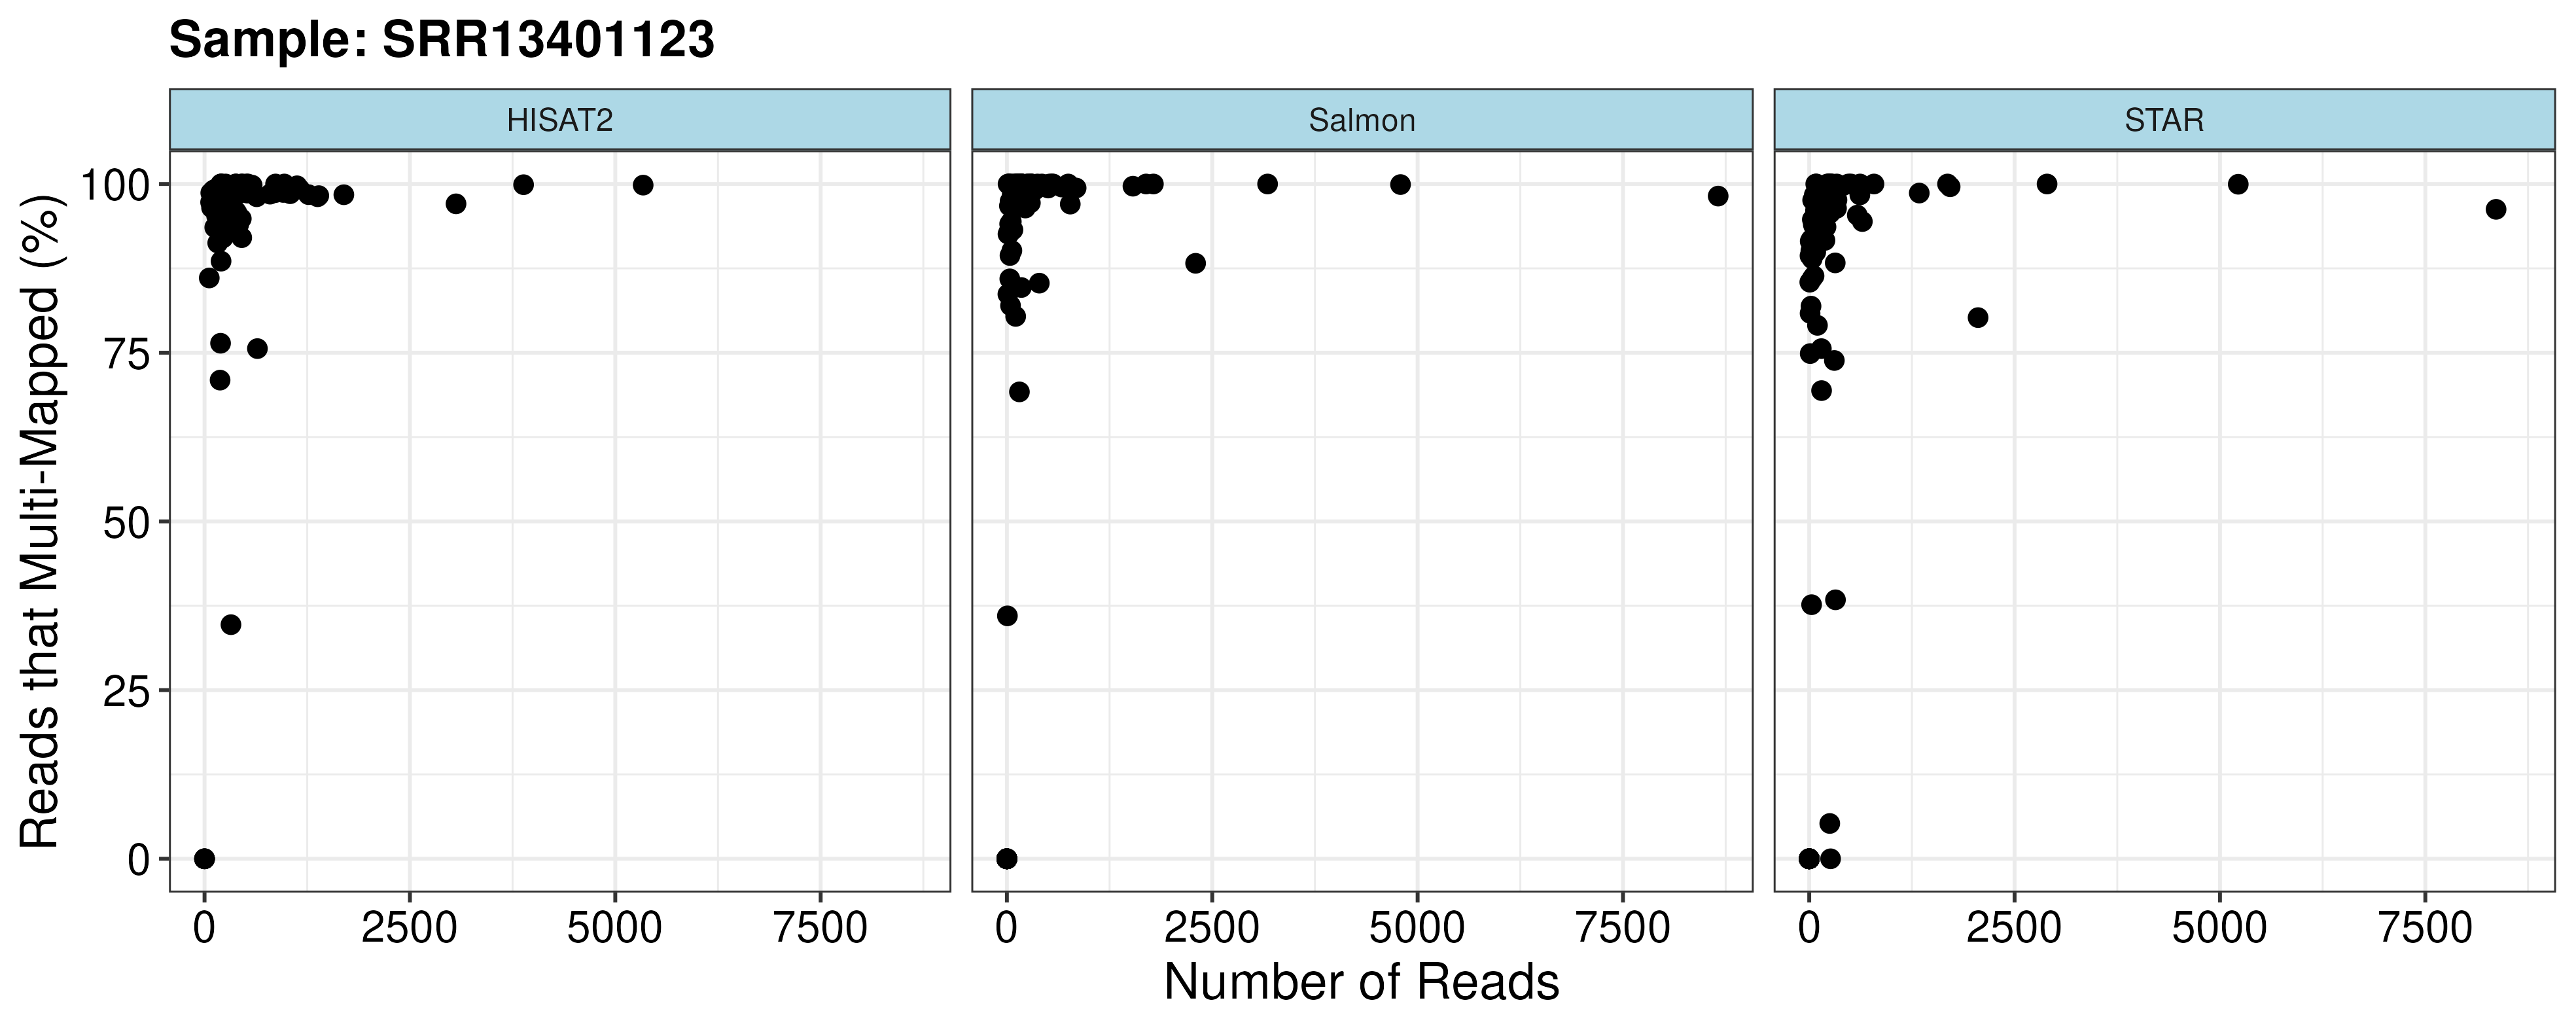 Sample: SRR13401123
HISAT2
Salmon
STAR
Reads that Multi-Mapped (%)
100
75
50
25
0
0 2500 5000 7500
0 2500 5000 7500
0 2500 5000 7500
Number of Reads